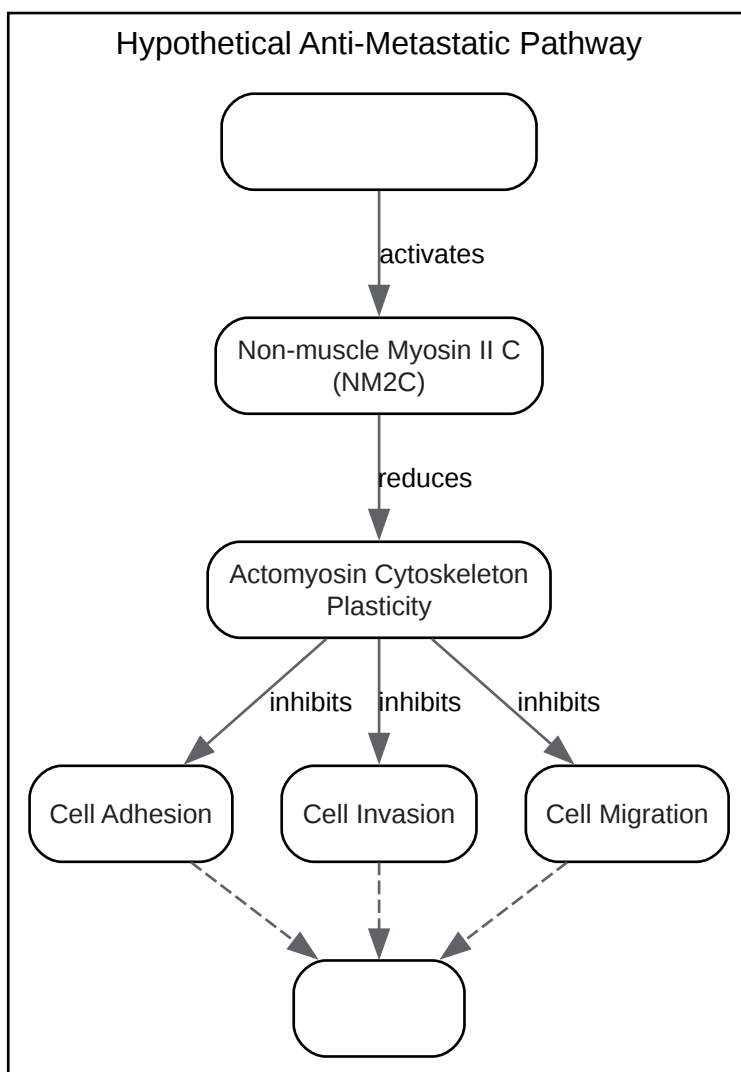 Hypothetical Anti-Metastatic Pathway
activates
Non-muscle Myosin II C
(NM2C)
reduces
Actomyosin Cytoskeleton
Plasticity
inhibits
inhibits
inhibits
Cell Adhesion
Cell Invasion
Cell Migration